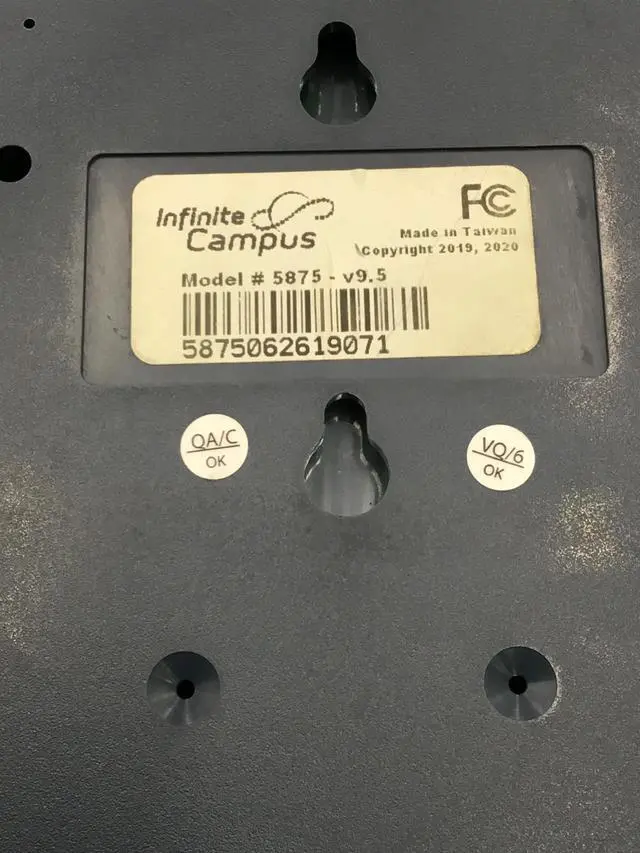 Infinite
Campus
FC
Made in Taiwan
Copyright 2019, 2020
Model # 5875 - v9.5
5875062619071
QA/C
OK
VQ/6
OK